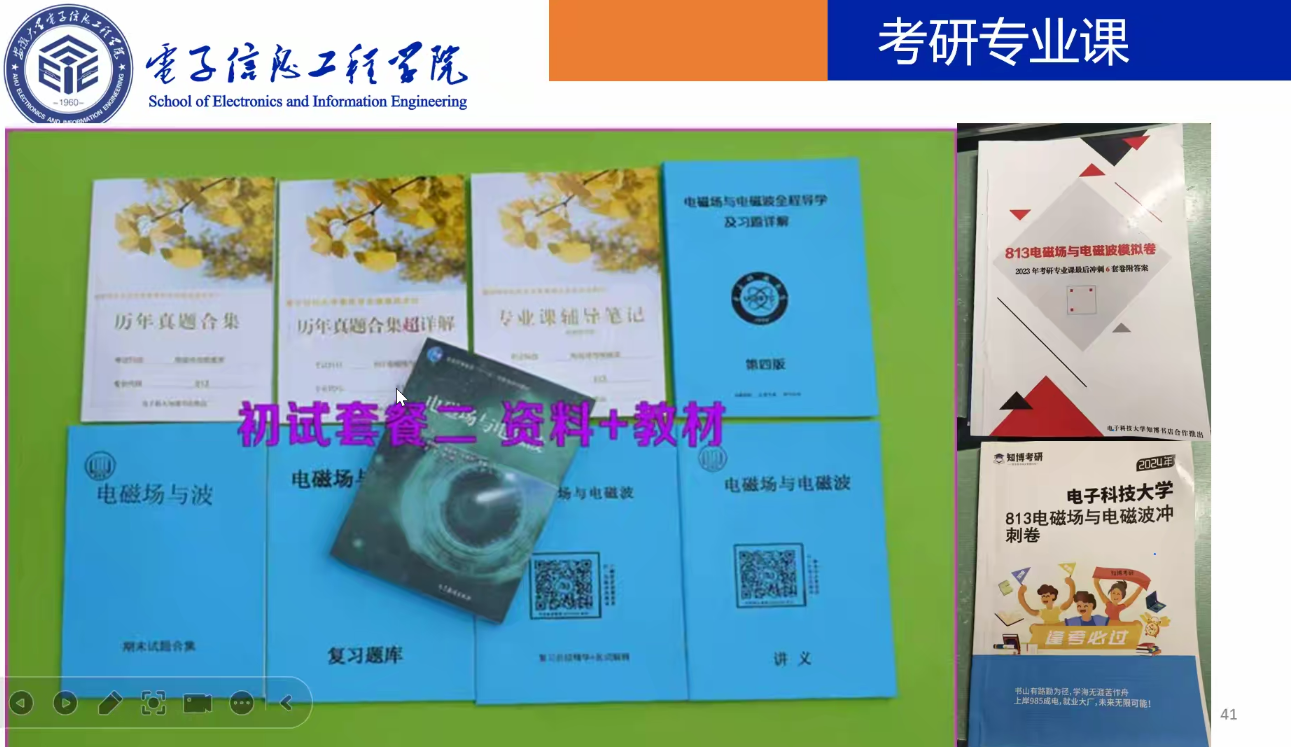 電子信息工程学院
School of Electronics and Information Engineering
1960
考研专业课
历年真题合集
813
历年真题合集超详解
专业课辅导笔记
813
电磁场与电磁波全程导学
及习题详解
第四版
初试套餐二 资料+教材
电磁场与波
期末试题合集
电磁场与
复习题库
电磁场与电
场与电磁波
电磁场与电磁波
讲 义
813电磁场与电磁波模拟卷
2023年考研专业课最后冲刺6套卷附答案
电子科技大学知博书店合作推出
知博考研
2024年
电子科技大学
813电磁场与电磁波冲
刺卷
逢考必过
书山有路勤为径,学海无涯苦作舟
上岸985成电,就业大厂,未来无限可能!
41